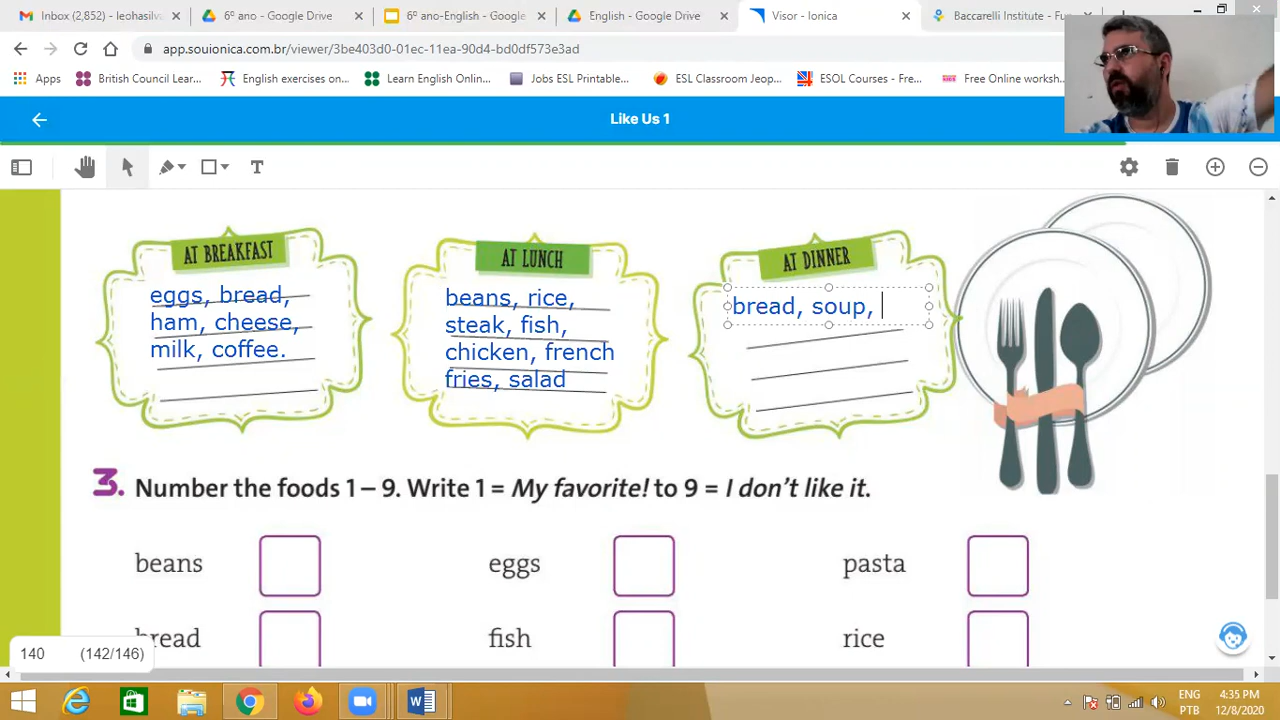 Inbox (2,852) - leohasilv
6º ano - Google Drive
6º ano-English - Google
English - Google Drive
Visor - Ionica
Baccarelli Institute - Fu
app.souionica.com.br/viewer/3be403d0-01ec-11ea-90d4-bd0df573e3ad
Apps
British Council Lear...
English exercises on...
Learn English Onlin...
Jobs ESL Printable...
ESL Classroom Jeop...
ESOL Courses - Fre...
Free Online worksh...
Like Us 1
T
AT BREAKFAST
eggs, bread,
ham, cheese,
milk, coffee.
AT LUNCH
beans, rice,
steak, fish,
chicken, french
fries, salad
AT DINNER
bread, soup,
3. Number the foods 1 – 9. Write 1 = My favorite! to 9 = I don't like it.
beans
eggs
pasta
bread
fish
rice
140 (142/146)
ENG
PTB
4:35 PM
12/8/2020